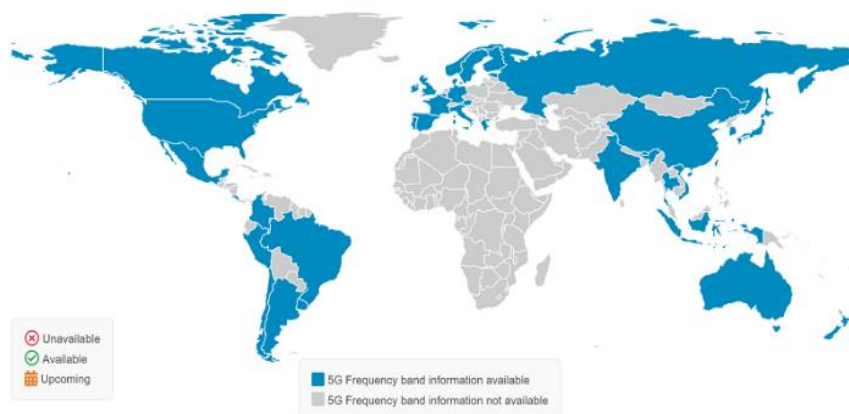 Unavailable
Available
Upcoming
5G Frequency band information available
5G Frequency band information not available